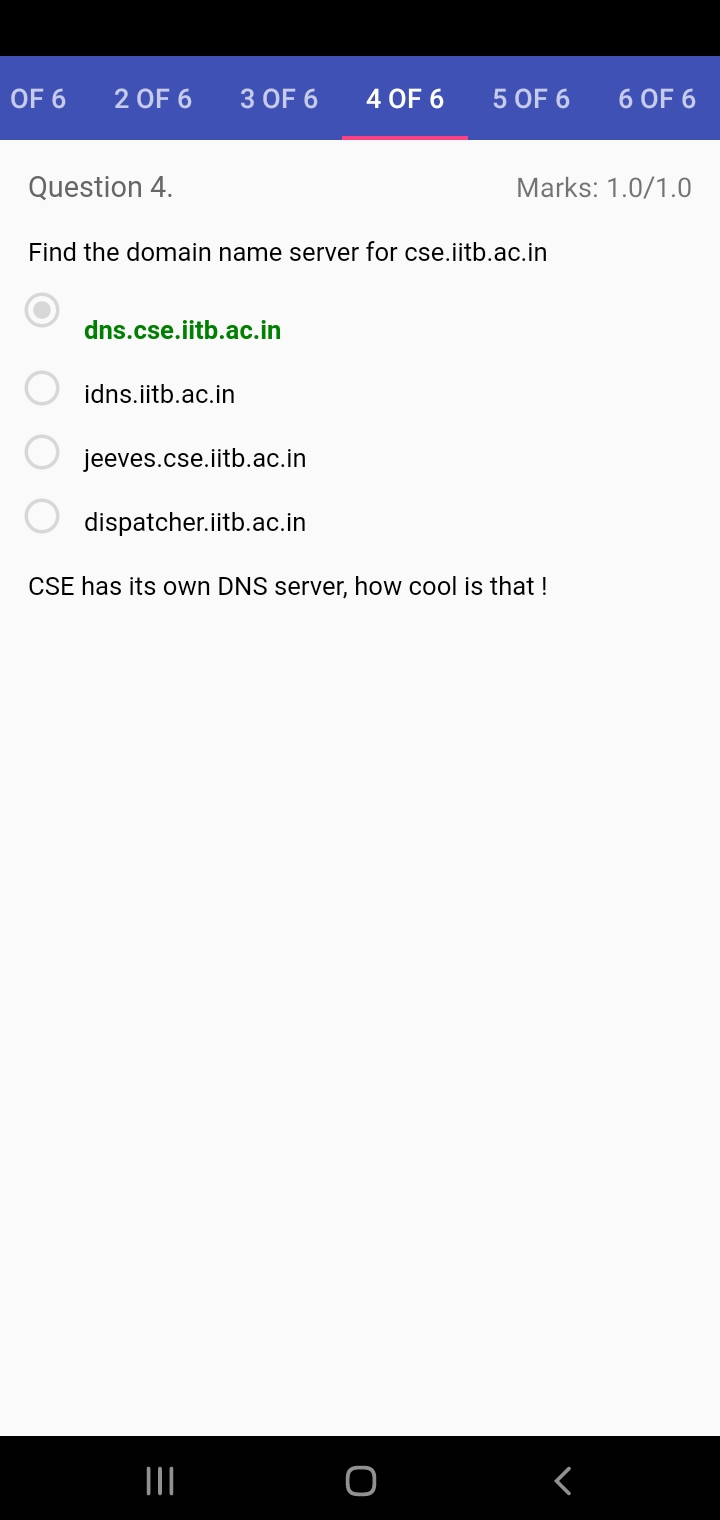 OF 6 2 OF 6 3 OF 6 4 OF 6 5 OF 6 6 OF 6
Question 4. Marks: 1.0/1.0
Find the domain name server for cse.iitb.ac.in
dns.cse.iitb.ac.in
idns.iitb.ac.in
jeeves.cse.iitb.ac.in
dispatcher.iitb.ac.in
CSE has its own DNS server, how cool is that !